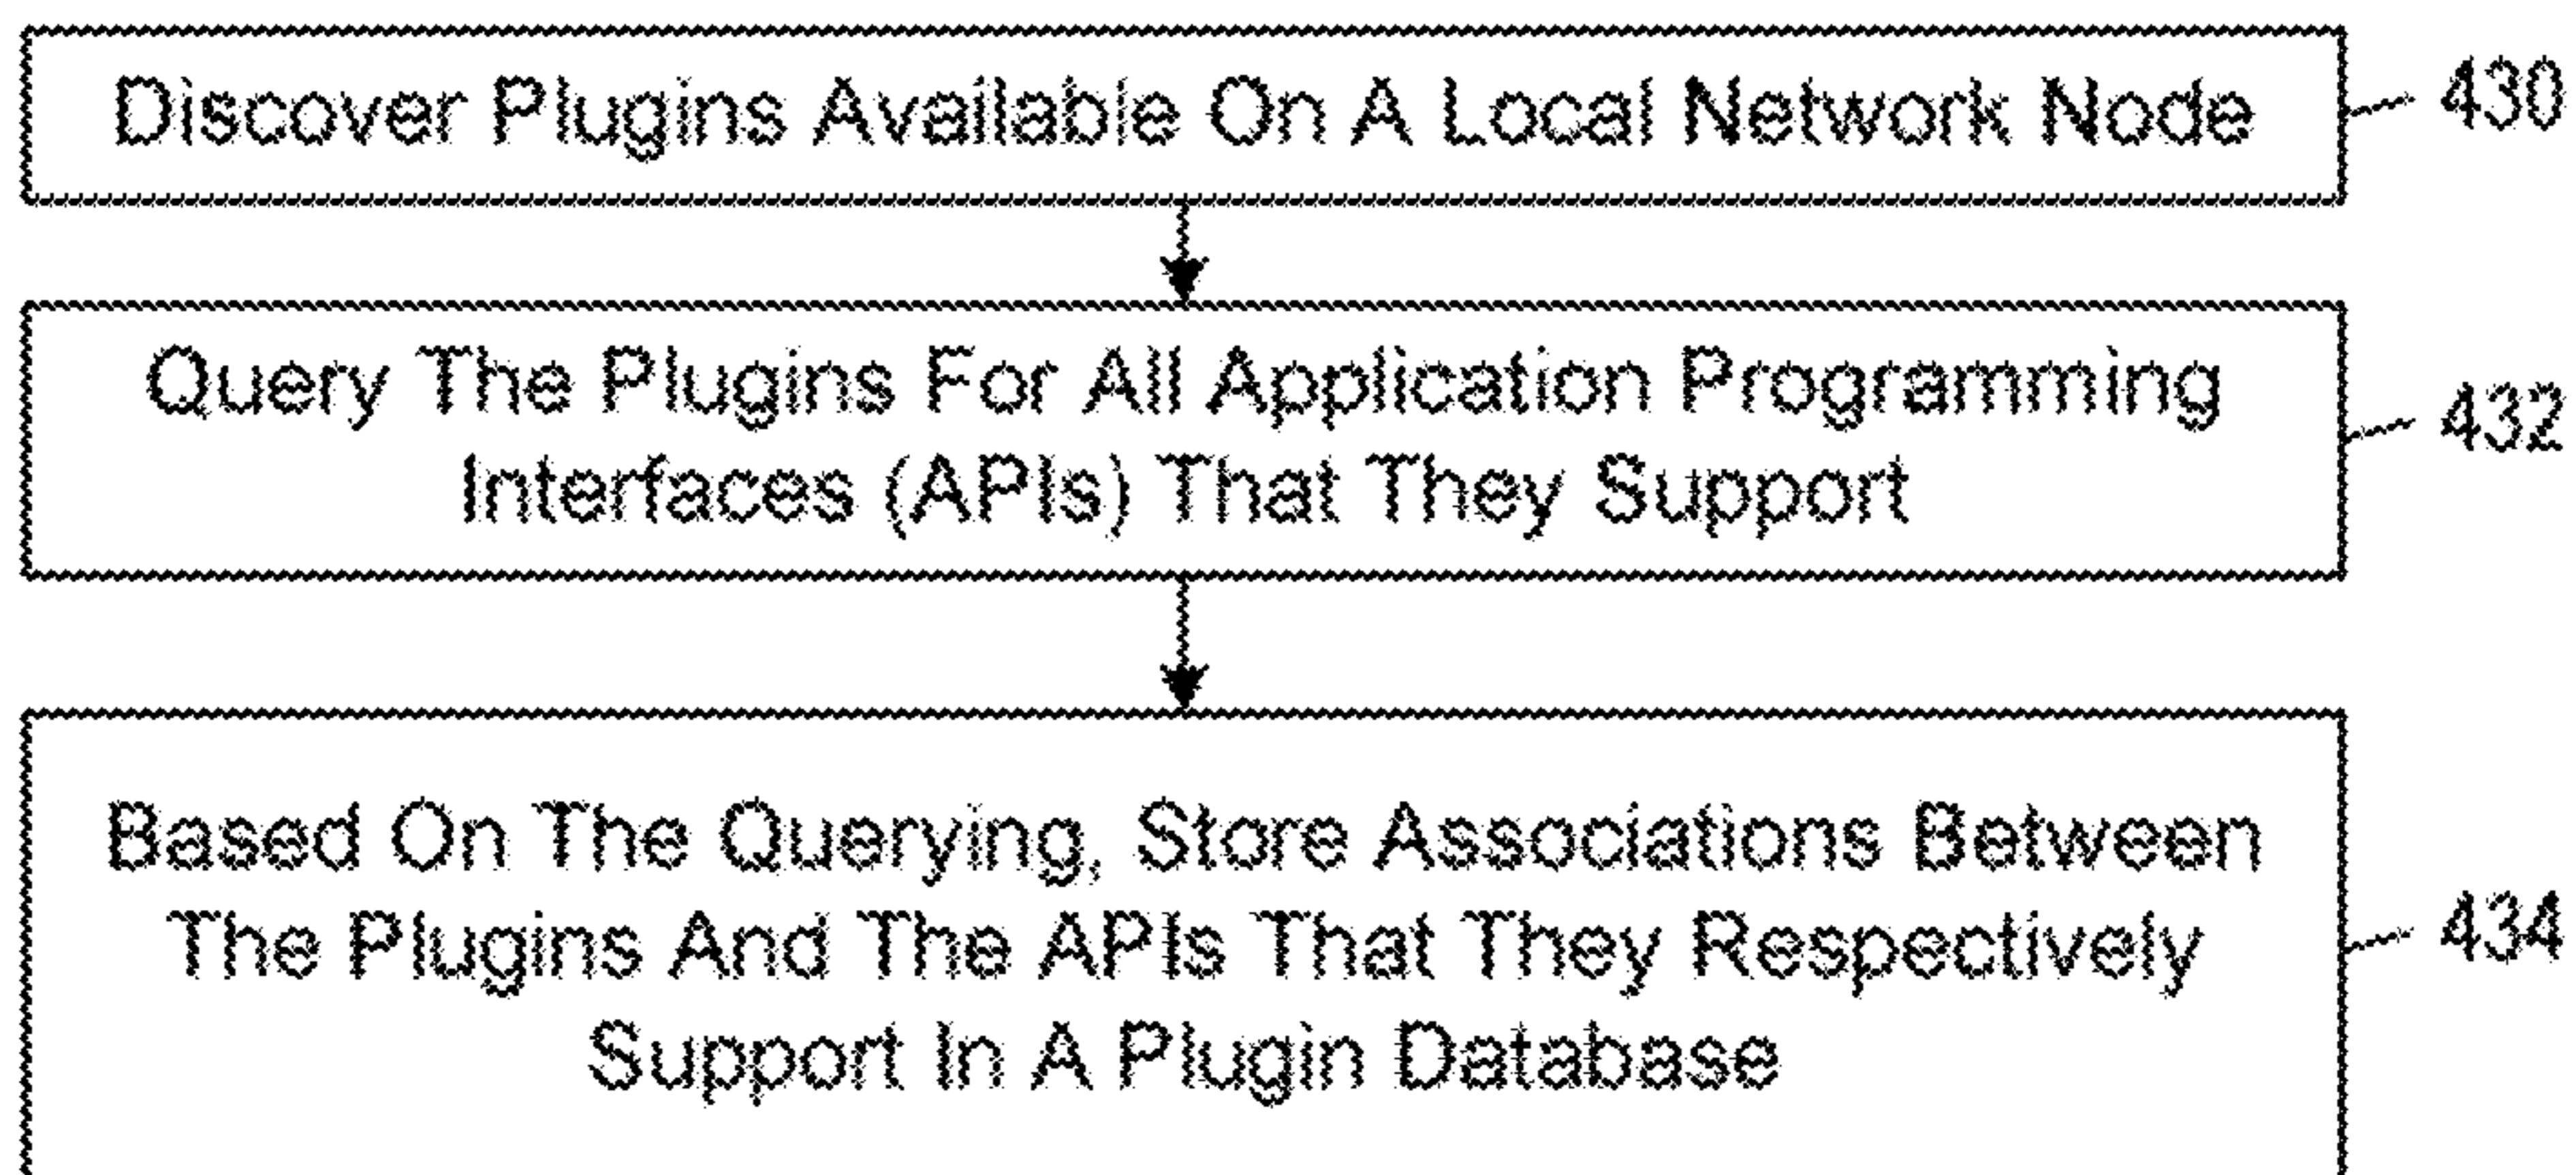 Discover Plugins Available On A Local Network Node
430
Query The Plugins For All Application Programming
Interfaces (APIs) That They Support
432
Based On The Querying, Store Associations Between
The Plugins And The APIs That They Respectively
Support In A Plugin Database
434